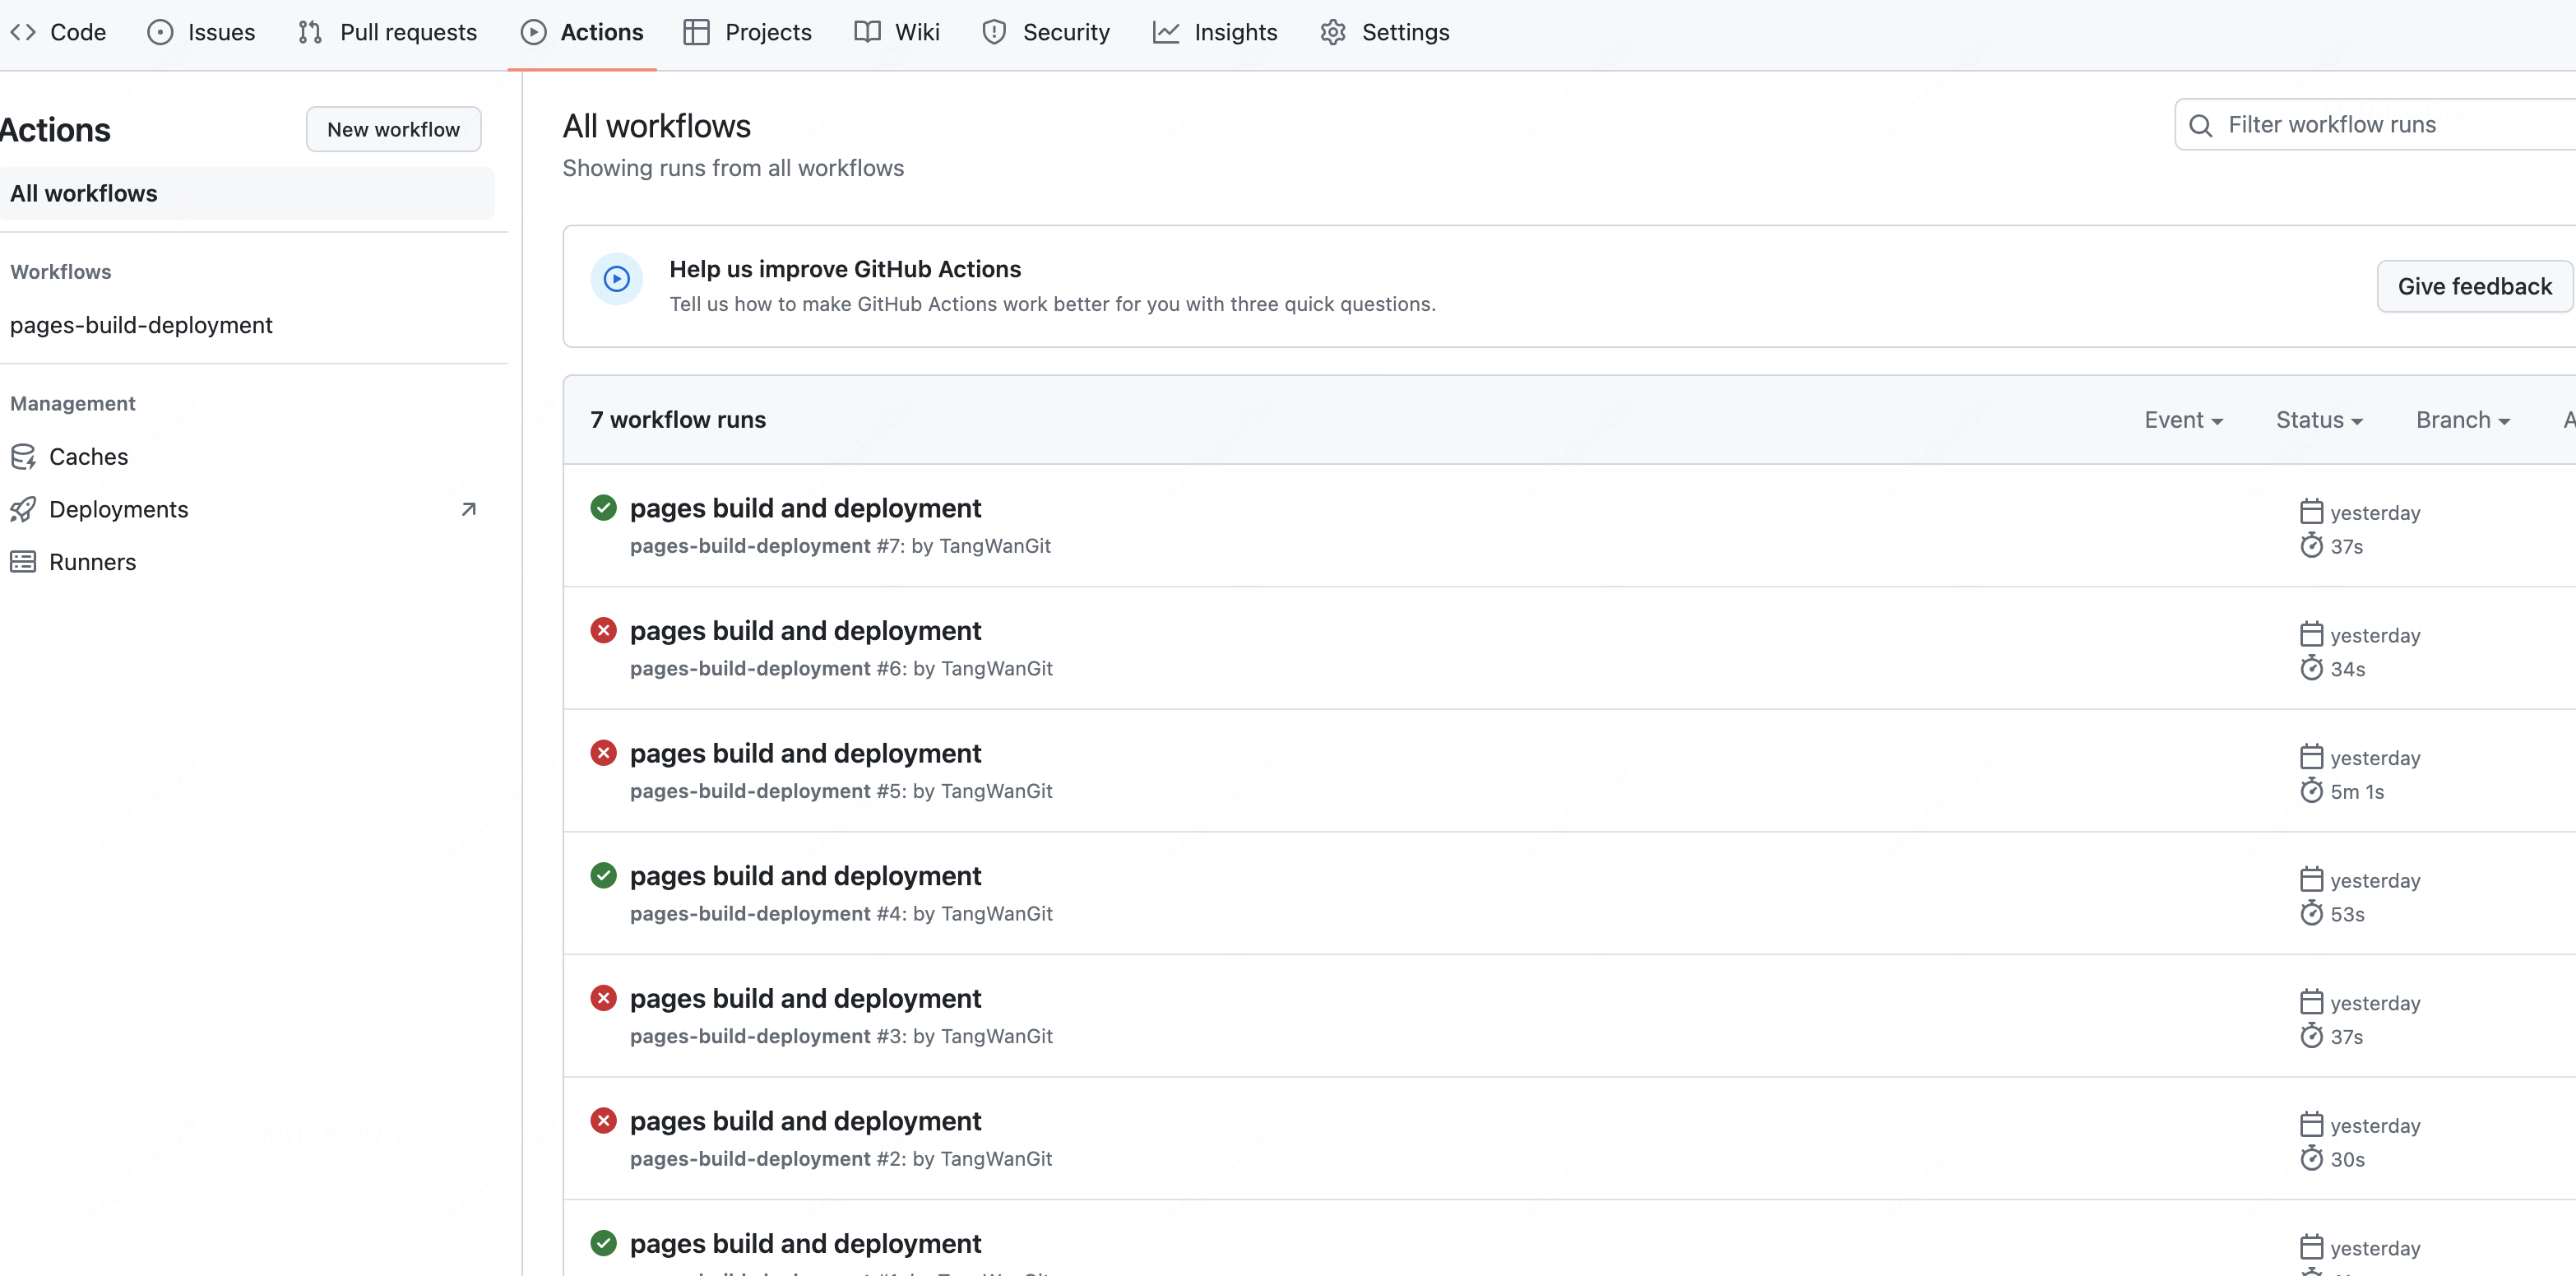 Code Issues Pull requests Actions Projects Wiki Security Insights Settings
Actions
New workflow
All workflows
Workflows
pages-build-deployment
Management
Caches
Deployments
Runners
All workflows
Showing runs from all workflows
Filter workflow runs
Help us improve GitHub Actions
Tell us how to make GitHub Actions work better for you with three quick questions.
Give feedback
7 workflow runs
Event Status Branch
pages build and deployment
pages-build-deployment #7: by TangWanGit
yesterday
37s
pages build and deployment
pages-build-deployment #6: by TangWanGit
yesterday
34s
pages build and deployment
pages-build-deployment #5: by TangWanGit
yesterday
5m 1s
pages build and deployment
pages-build-deployment #4: by TangWanGit
yesterday
53s
pages build and deployment
pages-build-deployment #3: by TangWanGit
yesterday
37s
pages build and deployment
pages-build-deployment #2: by TangWanGit
yesterday
30s
pages build and deployment
yesterday